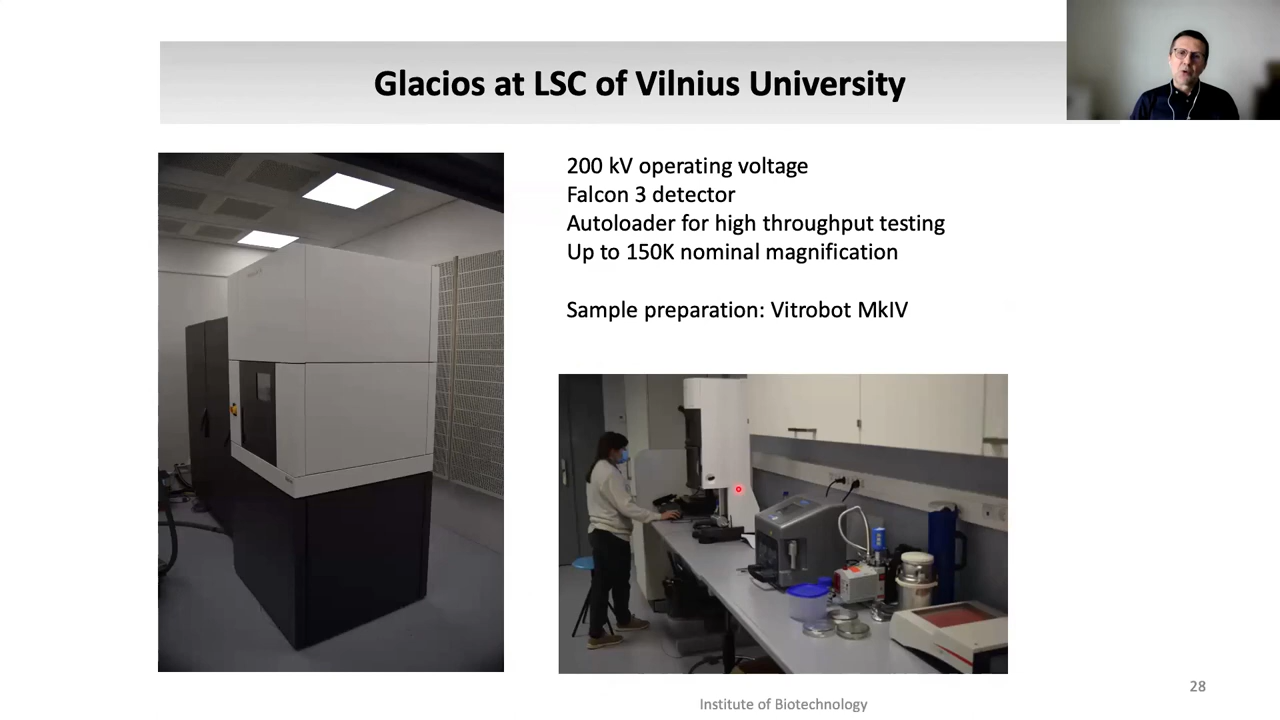 Glacios at LSC of Vilnius University
200 kV operating voltage
Falcon 3 detector
Autoloader for high throughput testing
Up to 150K nominal magnification
Sample preparation: Vitrobot MkIV
Institute of Biotechnology
28